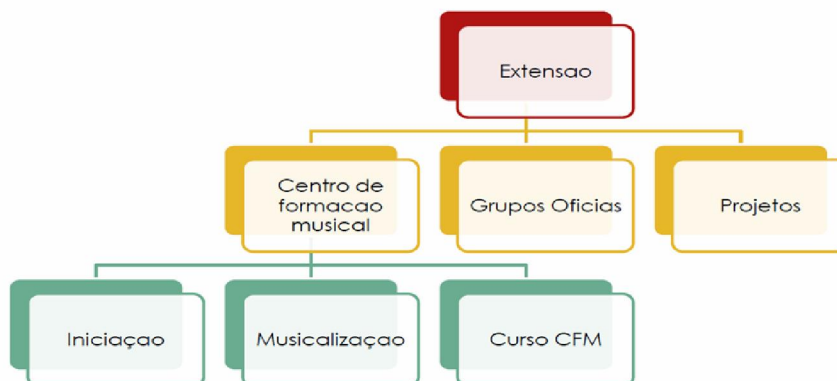 Extensao
Centro de
formacao
musical
Grupos Oficias
Projetos
Iniciaçao
Musicalizaçao
Curso CFM